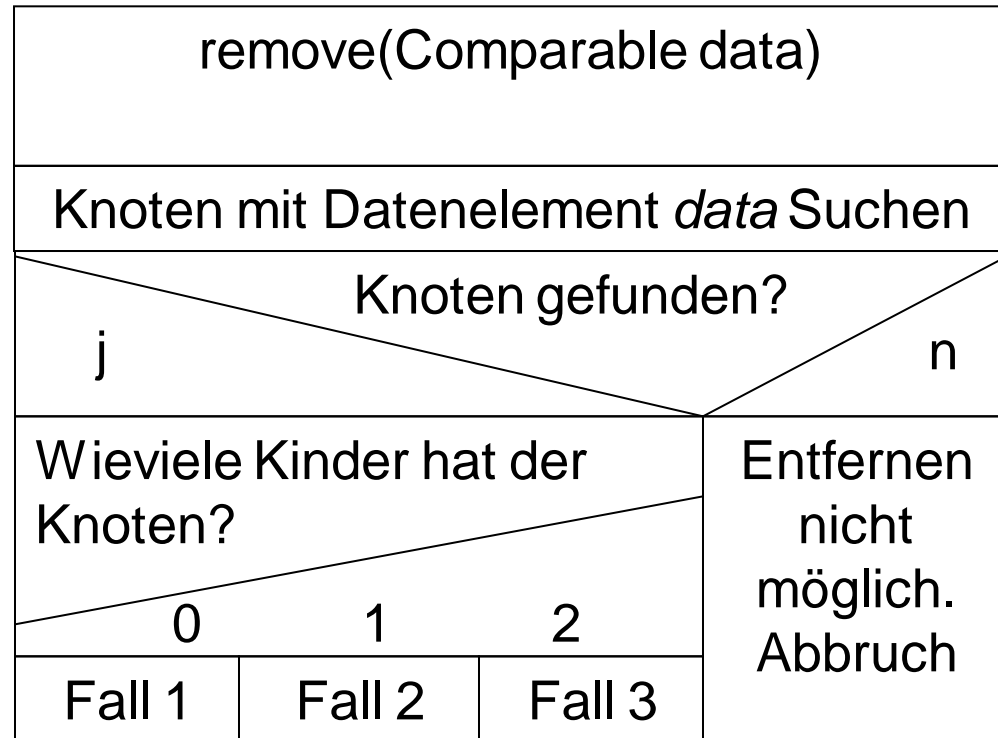 remove(Comparable data)
Knoten mit Datenelement data Suchen
Knoten gefunden?
j
n
Wieviele Kinder hat der
Knoten?
0 1 2
Fall 1 Fall 2 Fall 3
Entfernen
nicht
möglich.
Abbruch